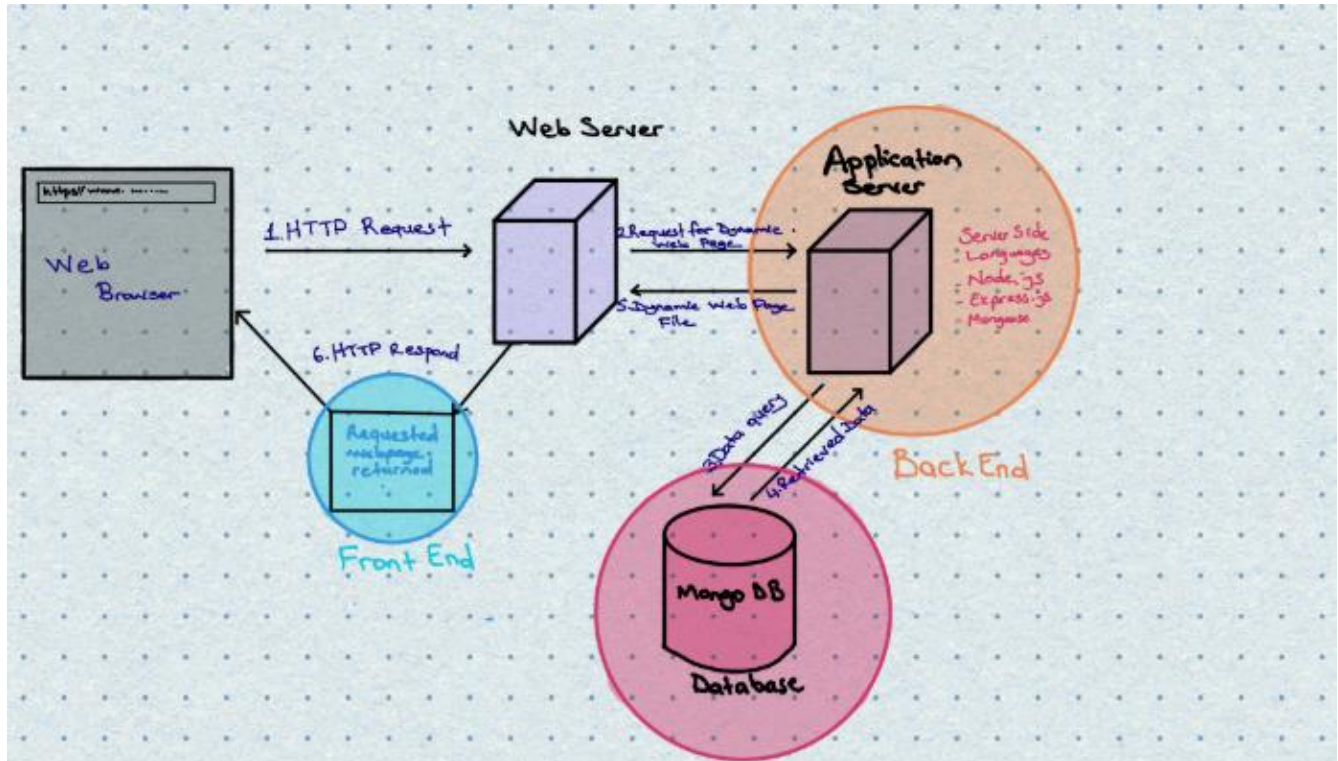 Web Server
Application
Server
https// www. .......
1.HTTP Request
2.Request for Dynamic
Web Page
Server Side
Languages
- Node.js
- Express.js
- Mongoose
Web
Browser
5.Dynamic Web Page
File
6.HTTP Respond
Requested
webpage
returned
Front End
3.Data query
4.Retrieved Data
Back End
Mongo DB
Database